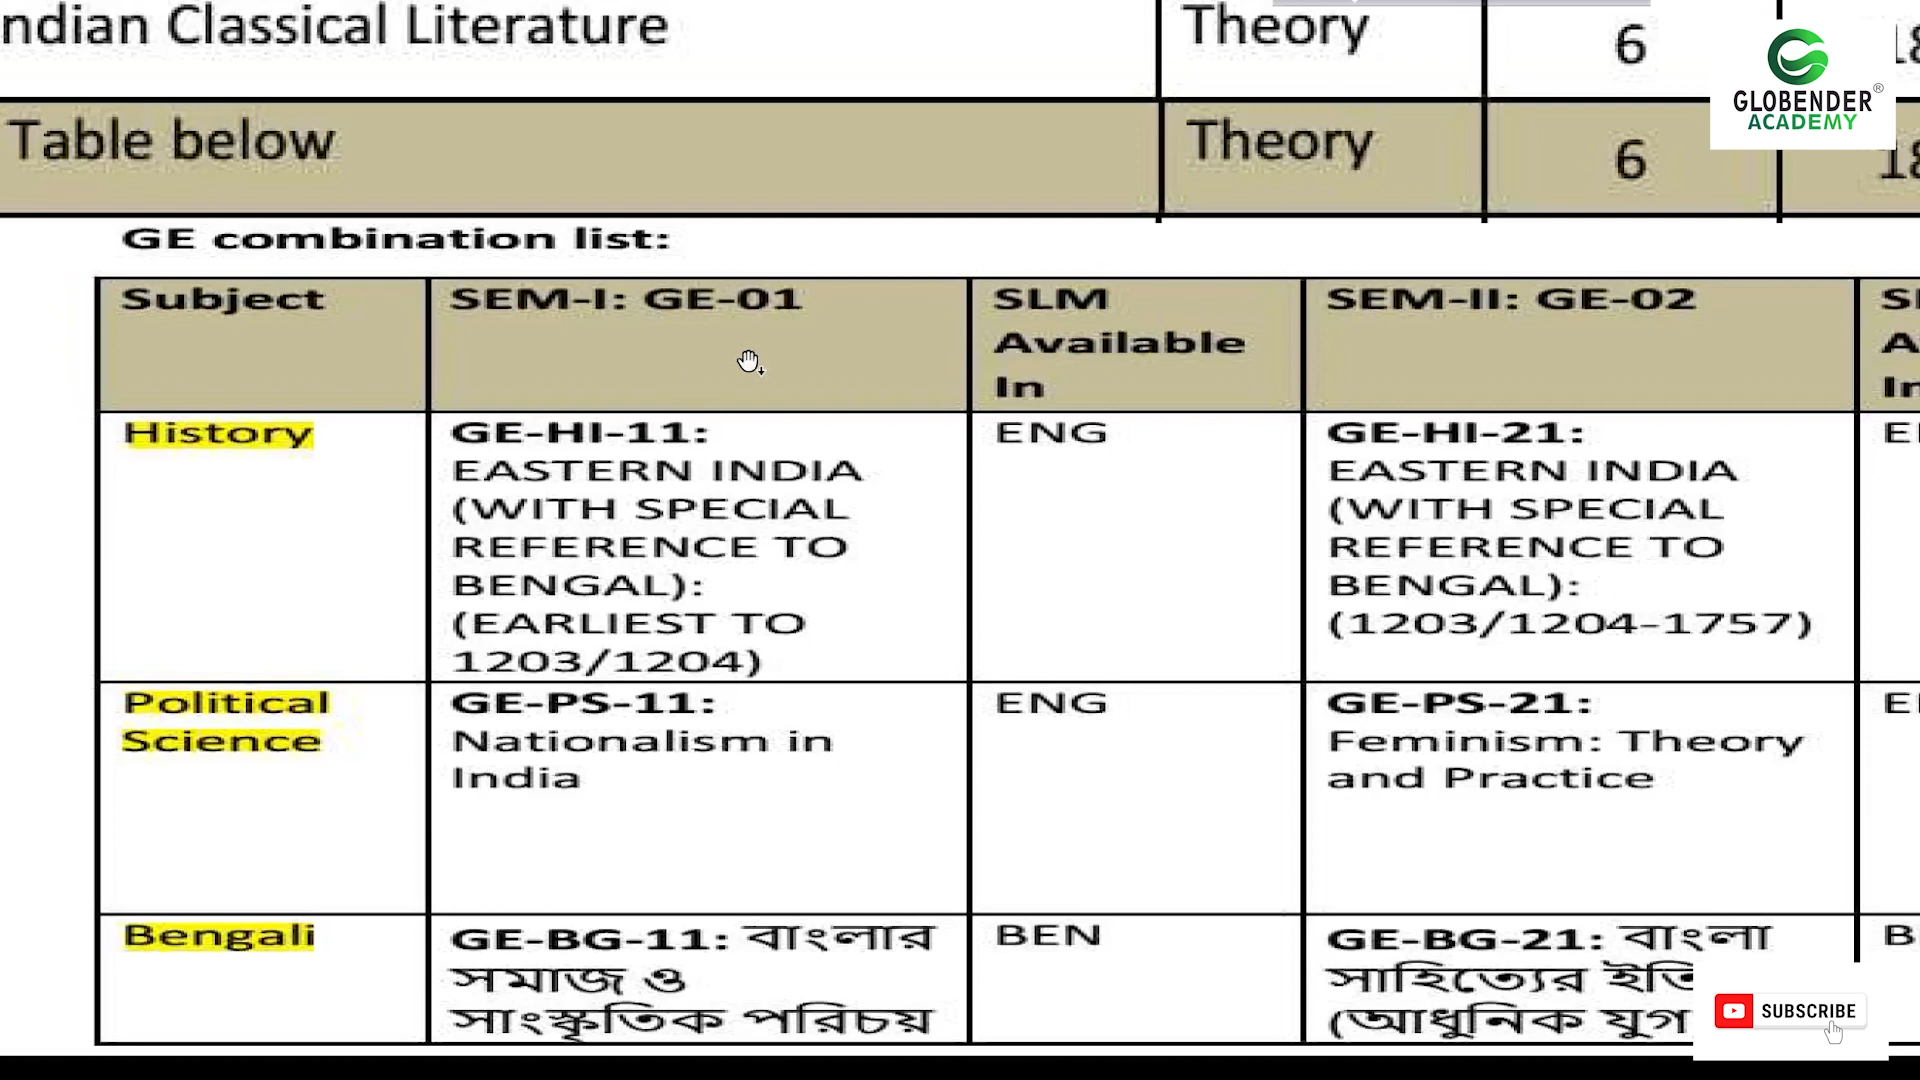 ndian Classical Literature Theory 6 18
Table below Theory 6 18
GLOBENDER®
ACADEMY
GE combination list:
Subject SEM-I: GE-01 SLM SEM-II: GE-02
Available
In In
History GE-HI-11: ENG GE-HI-21:
EASTERN INDIA EASTERN INDIA
(WITH SPECIAL (WITH SPECIAL
REFERENCE TO REFERENCE TO
BENGAL): BENGAL):
(EARLIEST TO (1203/1204-1757)
1203/1204)
Political GE-PS-11: ENG GE-PS-21:
Science Nationalism in Feminism: Theory
India and Practice
Bengali GE-BG-11: বাংলার BEN GE-BG-21: বাংলা B
সমাজ ও সাহিত্যের ইতি
সাংস্কৃতিক পরিচয় (আধুনিক যুগ
SUBSCRIBE